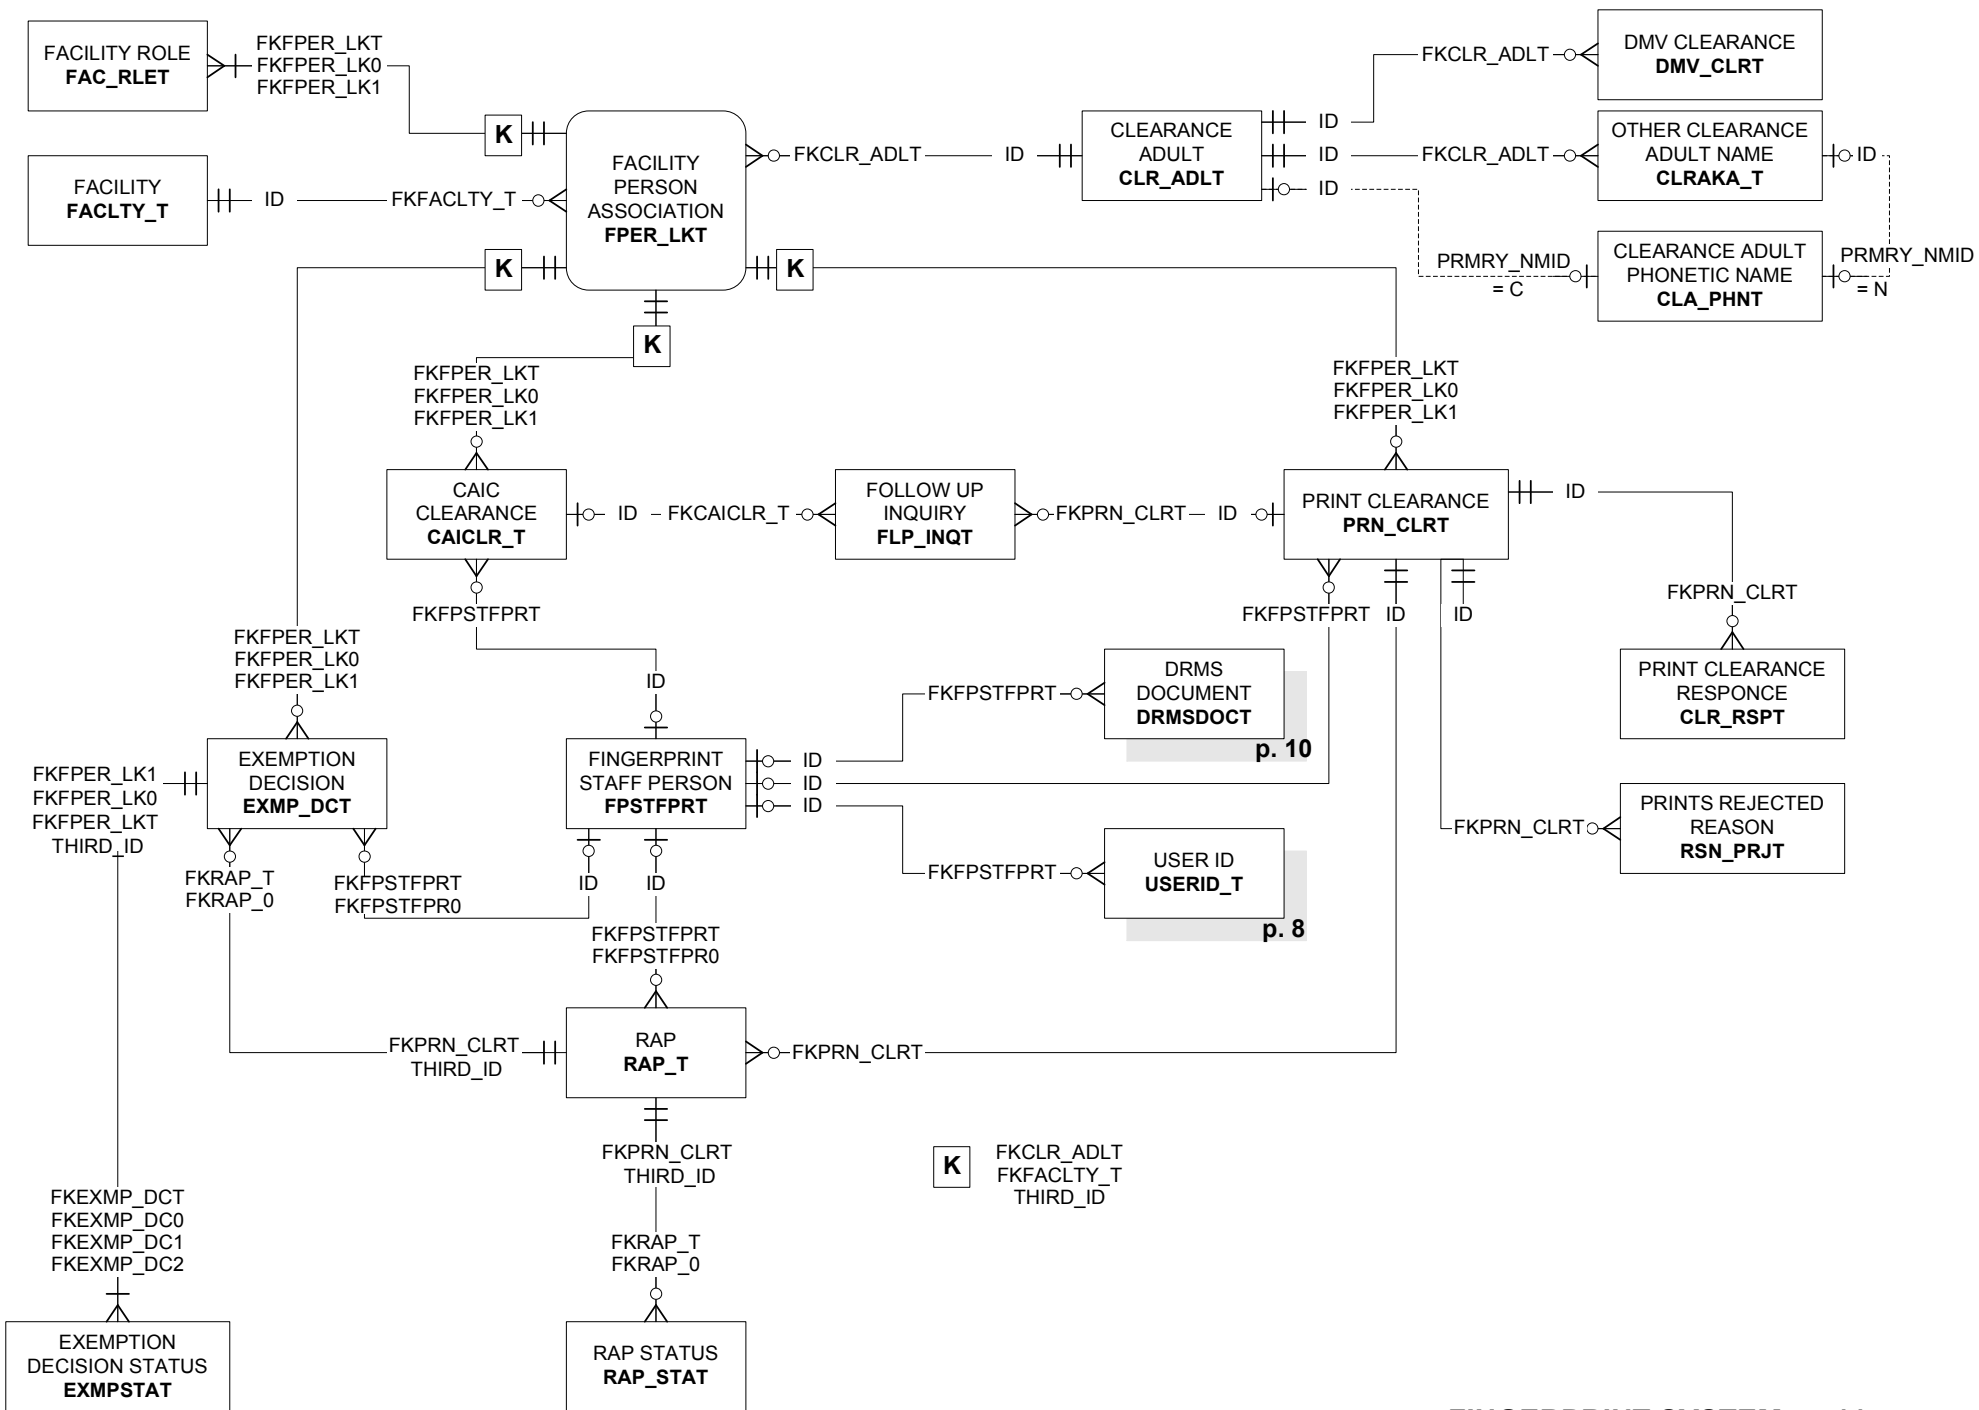 FACILITY ROLE
FAC_RLET
FKFPER_LKT
FKFPER_LK0
FKFPER_LK1
K
FACILITY
FACLTY_T
ID
FKFACLTY_T
FACILITY
PERSON
ASSOCIATION
FPER_LKT
FKCLR_ADLT
ID
CLEARANCE
ADULT
CLR_ADLT
ID
FKCLR_ADLT
DMV CLEARANCE
DMV_CLRT
ID
FKCLR_ADLT
OTHER CLEARANCE
ADULT NAME
CLRAKA_T
ID
ID
PRMRY_NMID
= C
CLEARANCE ADULT
PHONETIC NAME
CLA_PHNT
PRMRY_NMID
= N
K
K
K
FKFPER_LKT
FKFPER_LK0
FKFPER_LK1
FKFPER_LKT
FKFPER_LK0
FKFPER_LK1
CAIC
CLEARANCE
CAICLR_T
ID
FKCAICLR_T
FOLLOW UP
INQUIRY
FLP_INQT
FKPRN_CLRT
ID
PRINT CLEARANCE
PRN_CLRT
ID
FKFPSTFPRT
FKFPSTFPRT
ID
ID
FKPRN_CLRT
FKFPER_LKT
FKFPER_LK0
FKFPER_LK1
ID
FKFPSTFPRT
DRMS
DOCUMENT
DRMSDOCT
p. 10
PRINT CLEARANCE
RESPONCE
CLR_RSPT
FKFPER_LK1
FKFPER_LK0
FKFPER_LKT
THIRD_ID
EXEMPTION
DECISION
EXMP_DCT
FINGERPRINT
STAFF PERSON
FPSTFPRT
ID
ID
ID
FKPRN_CLRT
PRINTS REJECTED
REASON
RSN_PRJT
FKFPSTFPRT
USER ID
USERID_T
p. 8
FKRAP_T
FKRAP_0
FKFPSTFPRT
FKFPSTFPR0
ID
ID
FKFPSTFPRT
FKFPSTFPR0
FKPRN_CLRT
THIRD_ID
RAP
RAP_T
FKPRN_CLRT
FKPRN_CLRT
THIRD_ID
K
FKCLR_ADLT
FKFACLTY_T
THIRD_ID
FKEXMP_DCT
FKEXMP_DC0
FKEXMP_DC1
FKEXMP_DC2
FKRAP_T
FKRAP_0
EXEMPTION
DECISION STATUS
EXMPSTAT
RAP STATUS
RAP_STAT